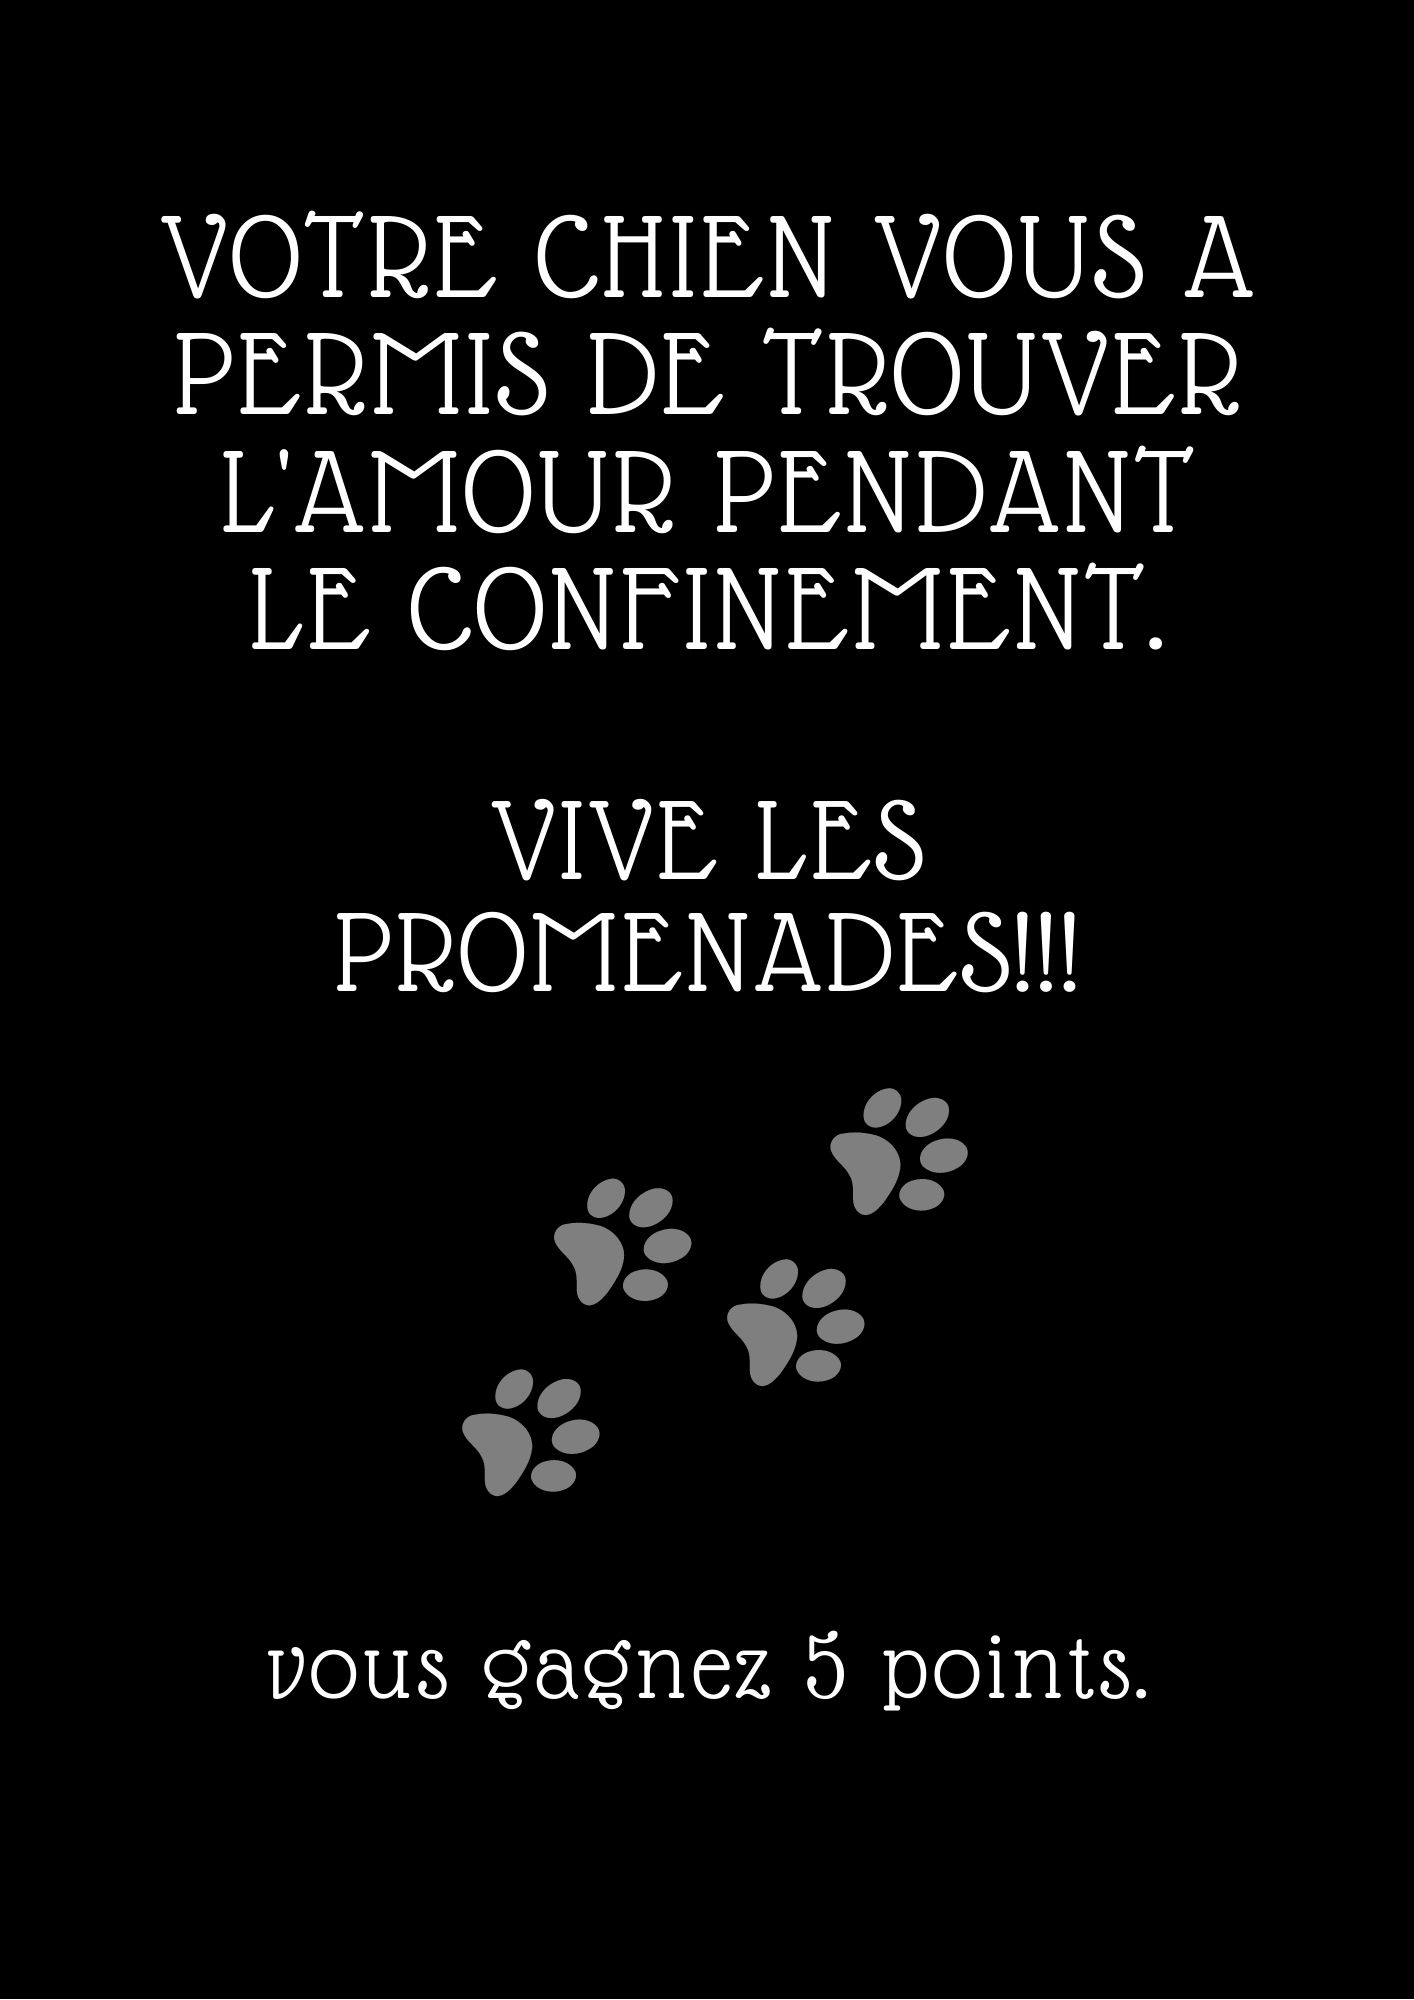 VOTRE CHIEN VOUS A
PERMIS DE TROUVER
L'AMOUR PENDANT
LE CONFINEMENT.
VIVE LES
PROMENADES!!!
vous gagnez 5 points.